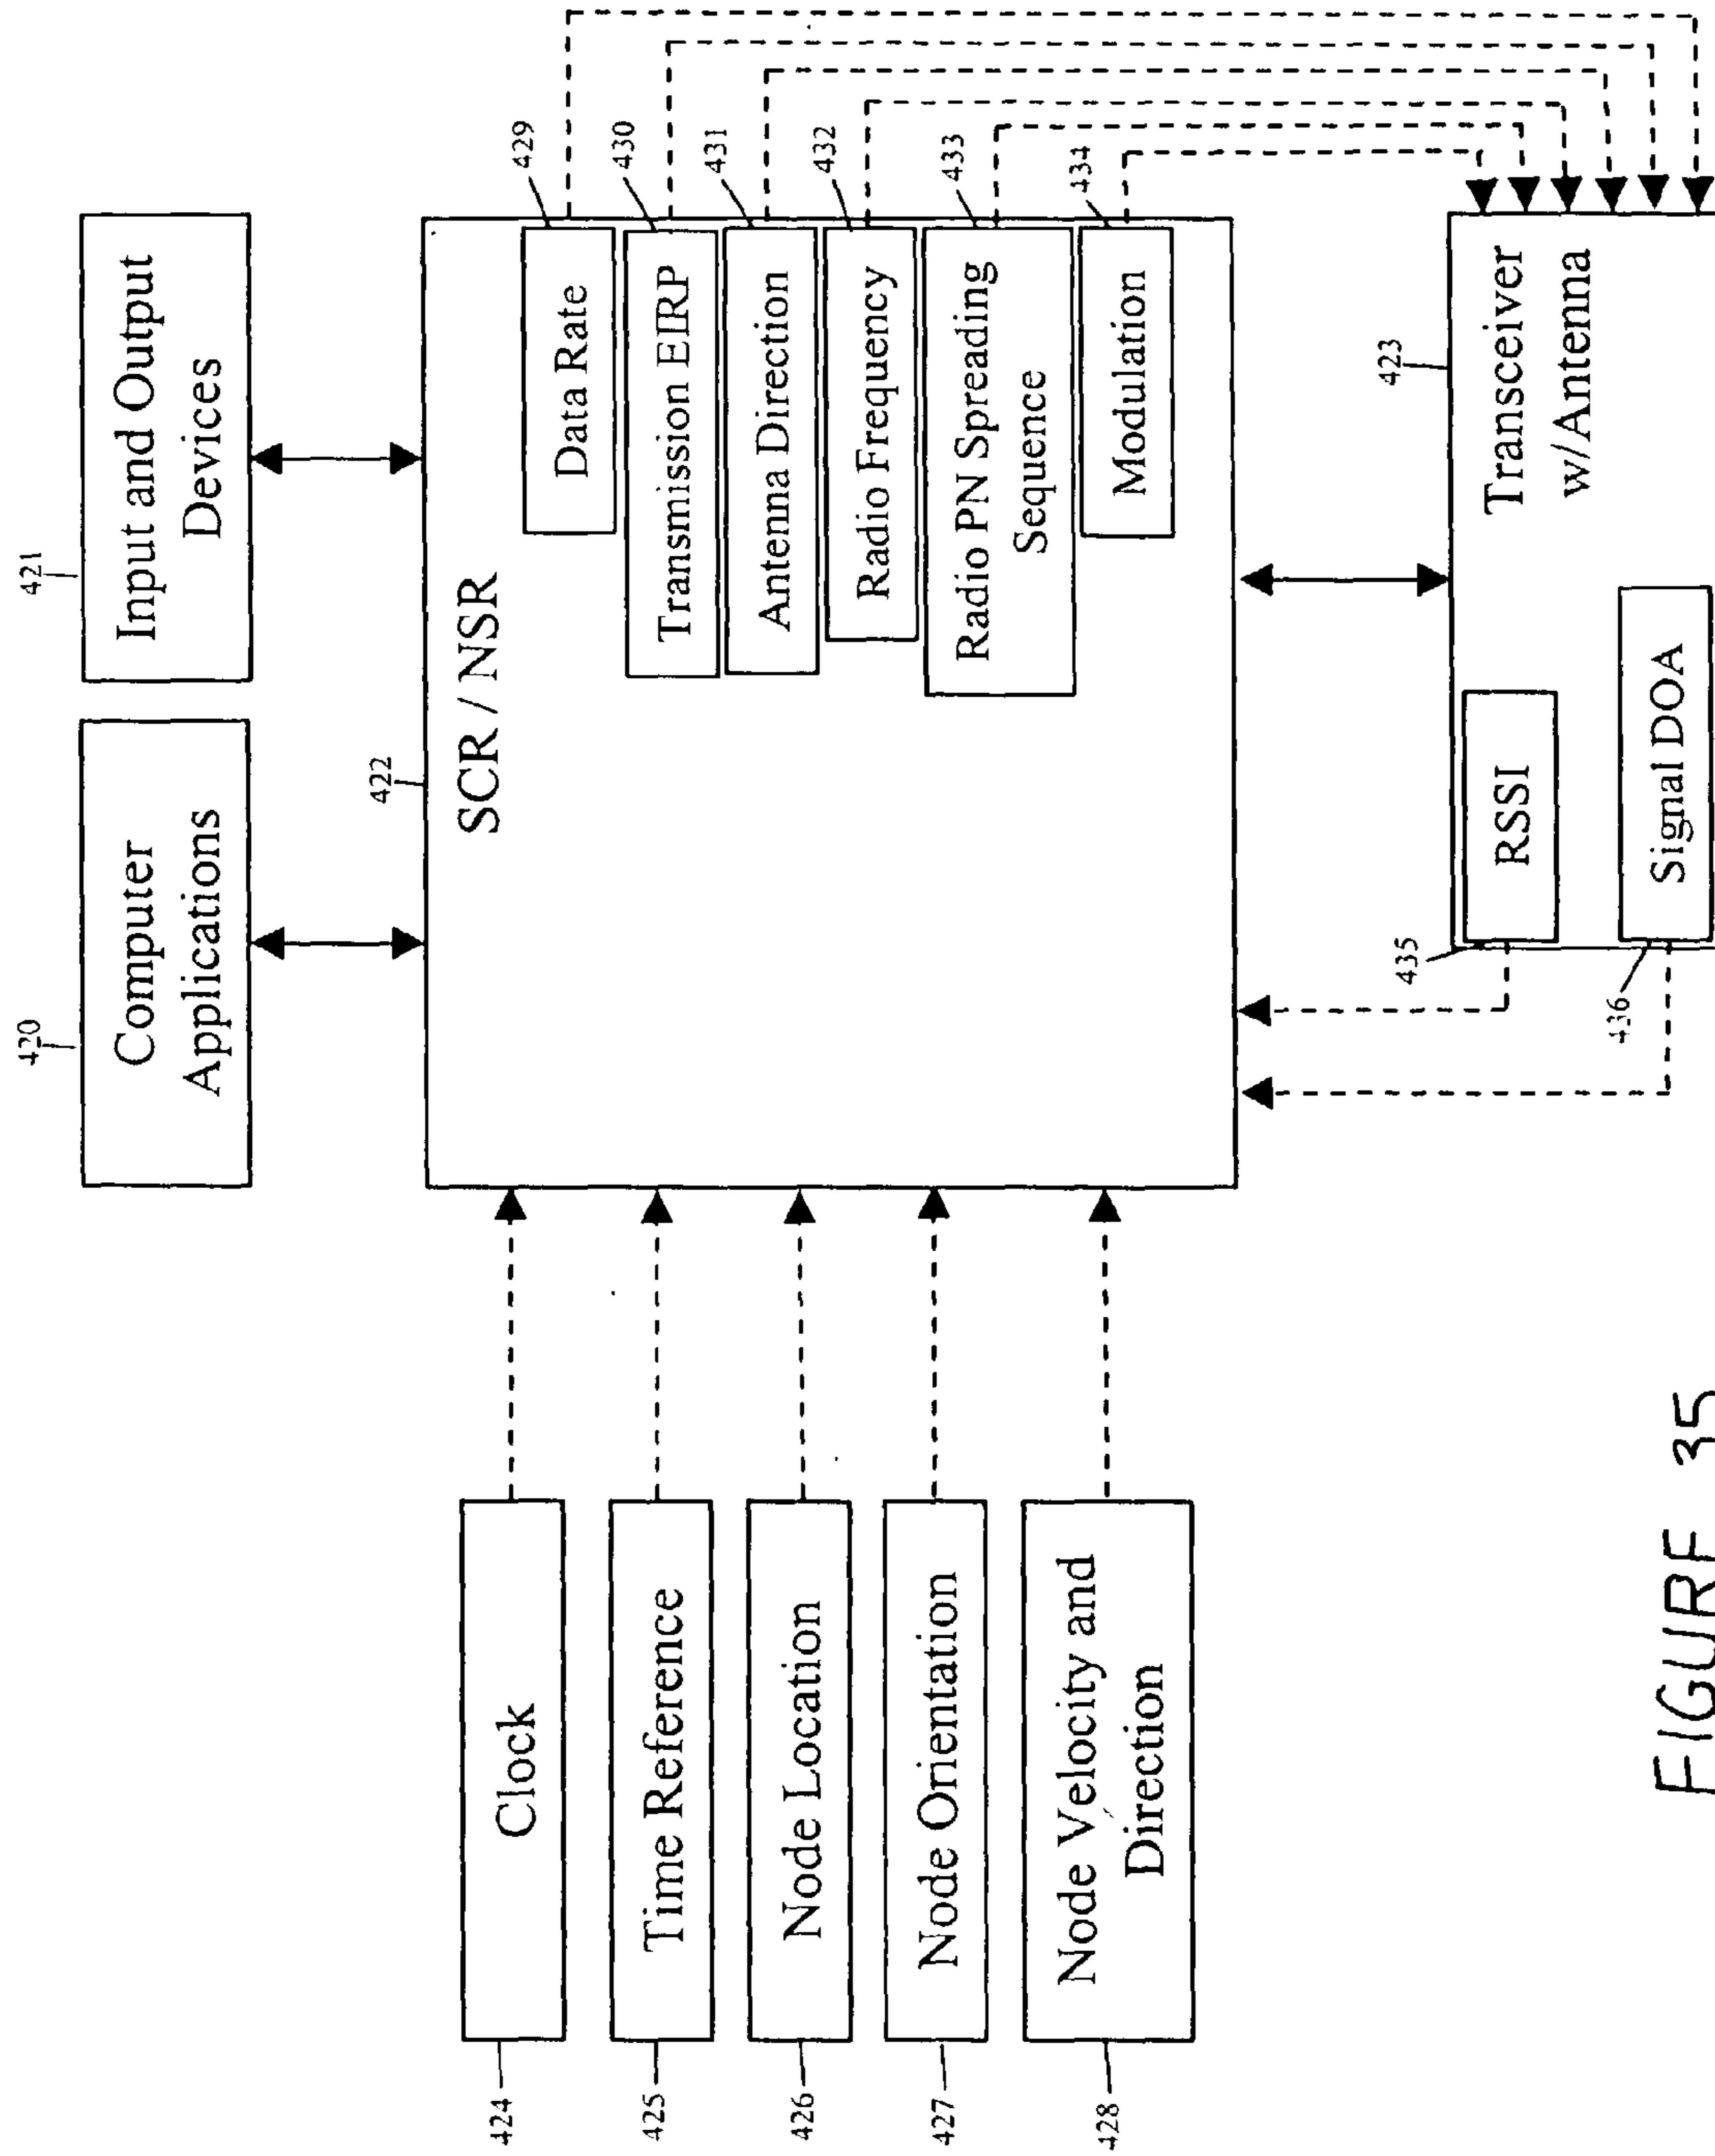 420
Computer
Applications
421
Input and Output
Devices
422
SCR / NSR
424
Clock
425
Time Reference
426
Node Location
427
Node Orientation
428
Node Velocity and
Direction
429
Data Rate
430
Transmission EIRP
431
Antenna Direction
432
Radio Frequency
433
Radio PN Spreading
Sequence
434
Modulation
423
Transceiver
w/Antenna
435
RSSI
436
Signal DOA
FIGURE 35